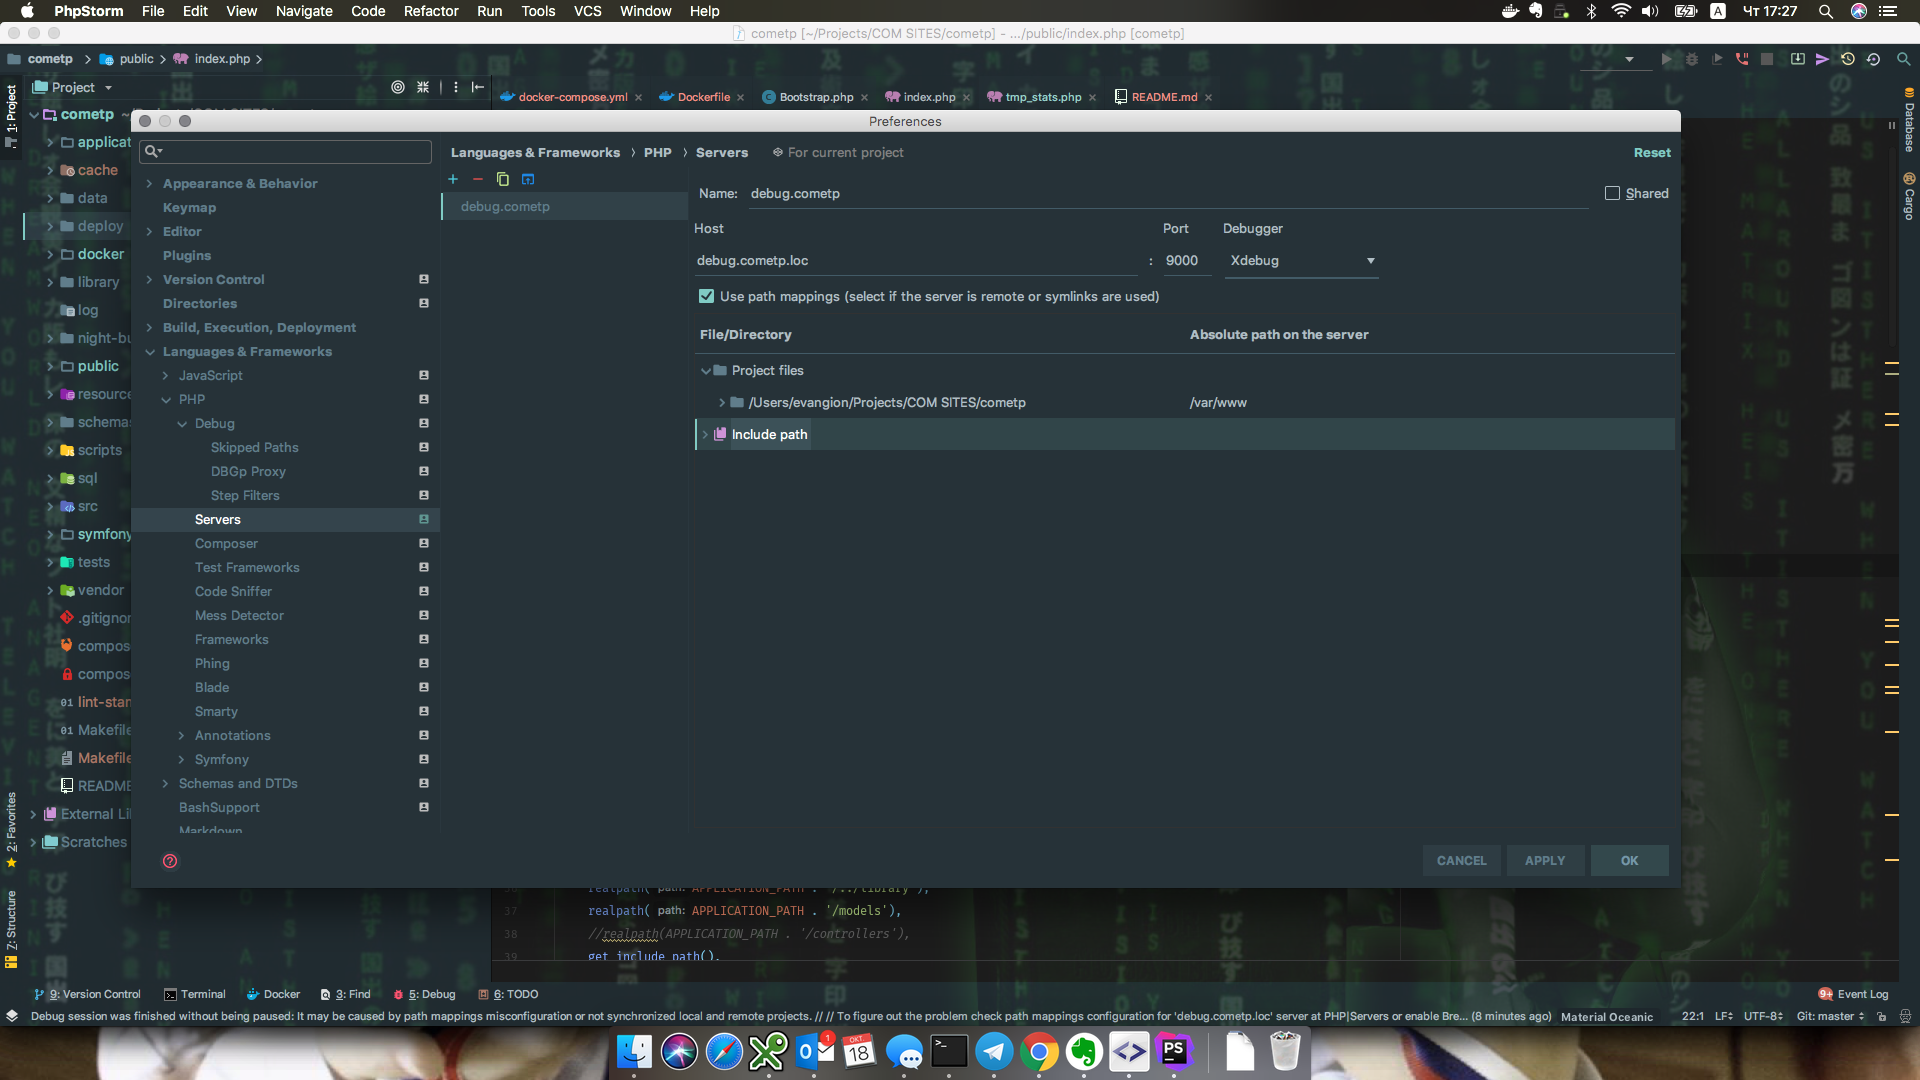 PhpStorm File Edit View Navigate Code Refactor Run Tools VCS Window Help
A Чт 17:27
cometp [~/Projects/COM SITES/cometp] - .../public/index.php [cometp]
cometp public index.php
Project
docker-compose.yml Dockerfile Bootstrap.php index.php tmp_stats.php README.md
1: Project
cometp
applicat
cache
data
deploy
docker
library
log
night-bu
public
resource
schemas
scripts
sql
src
symfony
tests
vendor
.gitignor
compos
compos
lint-stam
Makefile
Makefile
README
External Li
Scratches
2: Favorites
7: Structure
Database
Cargo
Preferences
Appearance & Behavior
Keymap
Editor
Plugins
Version Control
Directories
Build, Execution, Deployment
Languages & Frameworks
JavaScript
PHP
Debug
Skipped Paths
DBGp Proxy
Step Filters
Servers
Composer
Test Frameworks
Code Sniffer
Mess Detector
Frameworks
Phing
Blade
Smarty
Annotations
Symfony
Schemas and DTDs
BashSupport
Markdown
Languages & Frameworks › PHP › Servers For current project Reset
debug.cometp
Name: debug.cometp Shared
Host Port Debugger
debug.cometp.loc : 9000 Xdebug
Use path mappings (select if the server is remote or symlinks are used)
File/Directory Absolute path on the server
Project files
/Users/evangion/Projects/COM SITES/cometp /var/www
Include path
CANCEL APPLY OK
realpath( path: APPLICATION_PATH . '/../library'),
37 realpath( path: APPLICATION_PATH . '/models'),
38 //realpath(APPLICATION_PATH . '/controllers'),
39 get_include_path(),
9: Version Control Terminal Docker 3: Find 5: Debug 6: TODO 9+ Event Log
Debug session was finished without being paused: It may be caused by path mappings misconfiguration or not synchronized local and remote projects. // // To figure out the problem check path mappings configuration for 'debug.cometp.loc' server at PHP|Servers or enable Bre... (8 minutes ago) Material Oceanic 22:1 LF÷ UTF-8÷ Git: master ÷
1
ОКТ.
18
PS